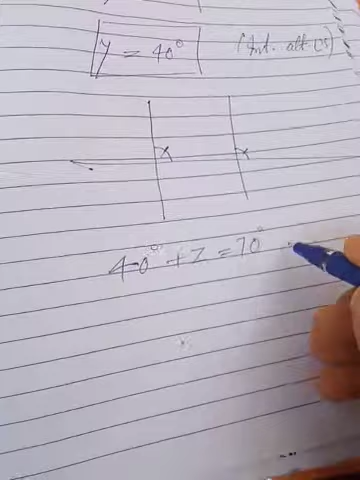 y = 40° (int. alt ∠s)
x x
40° + z = 70°